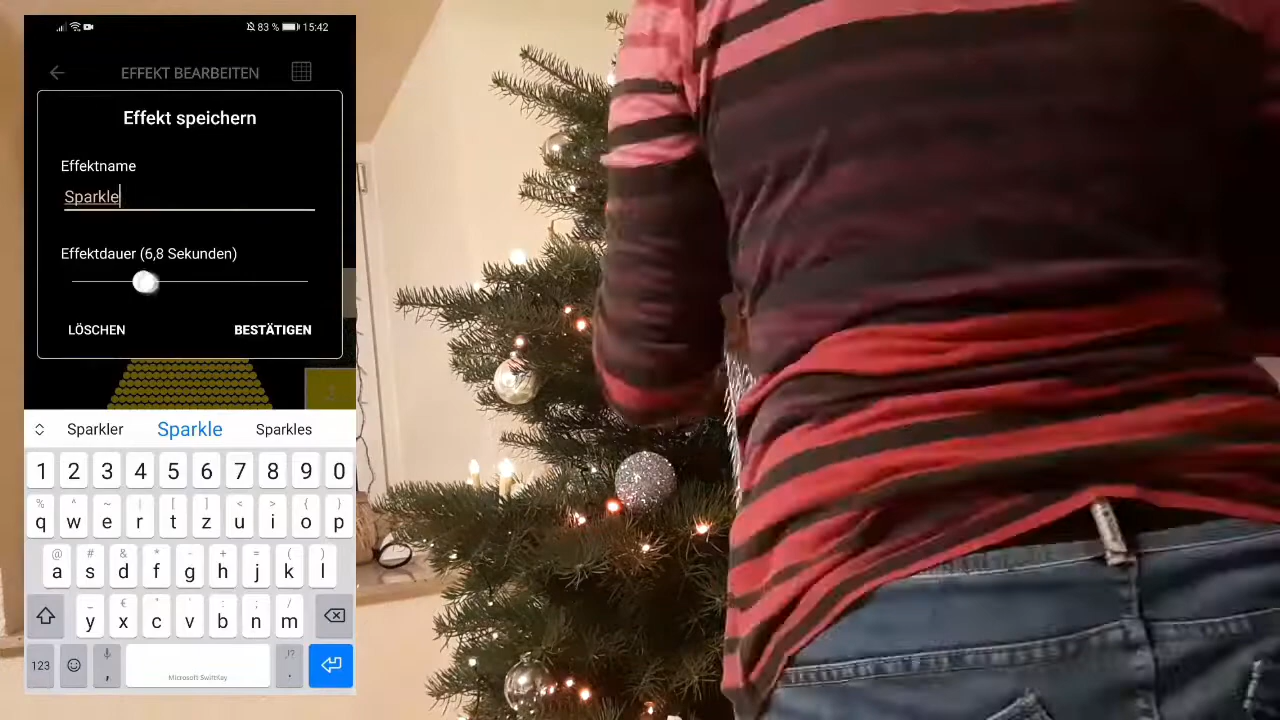 83 % 15:42
EFFEKT BEARBEITEN
Effekt speichern
Effektname
Sparkle
Effektdauer (6,8 Sekunden)
LÖSCHEN BESTÄTIGEN
Sparkler Sparkle Sparkles
1 2 3 4 5 6 7 8 9 0
% ^ ~ | [ ] < > { }
q w e r t z u i o p
@ # & * - + = ( )
a s d f g h j k l
_ € " ' : ; /
y x c v b n m
123 , .
,!?
Microsoft SwiftKey